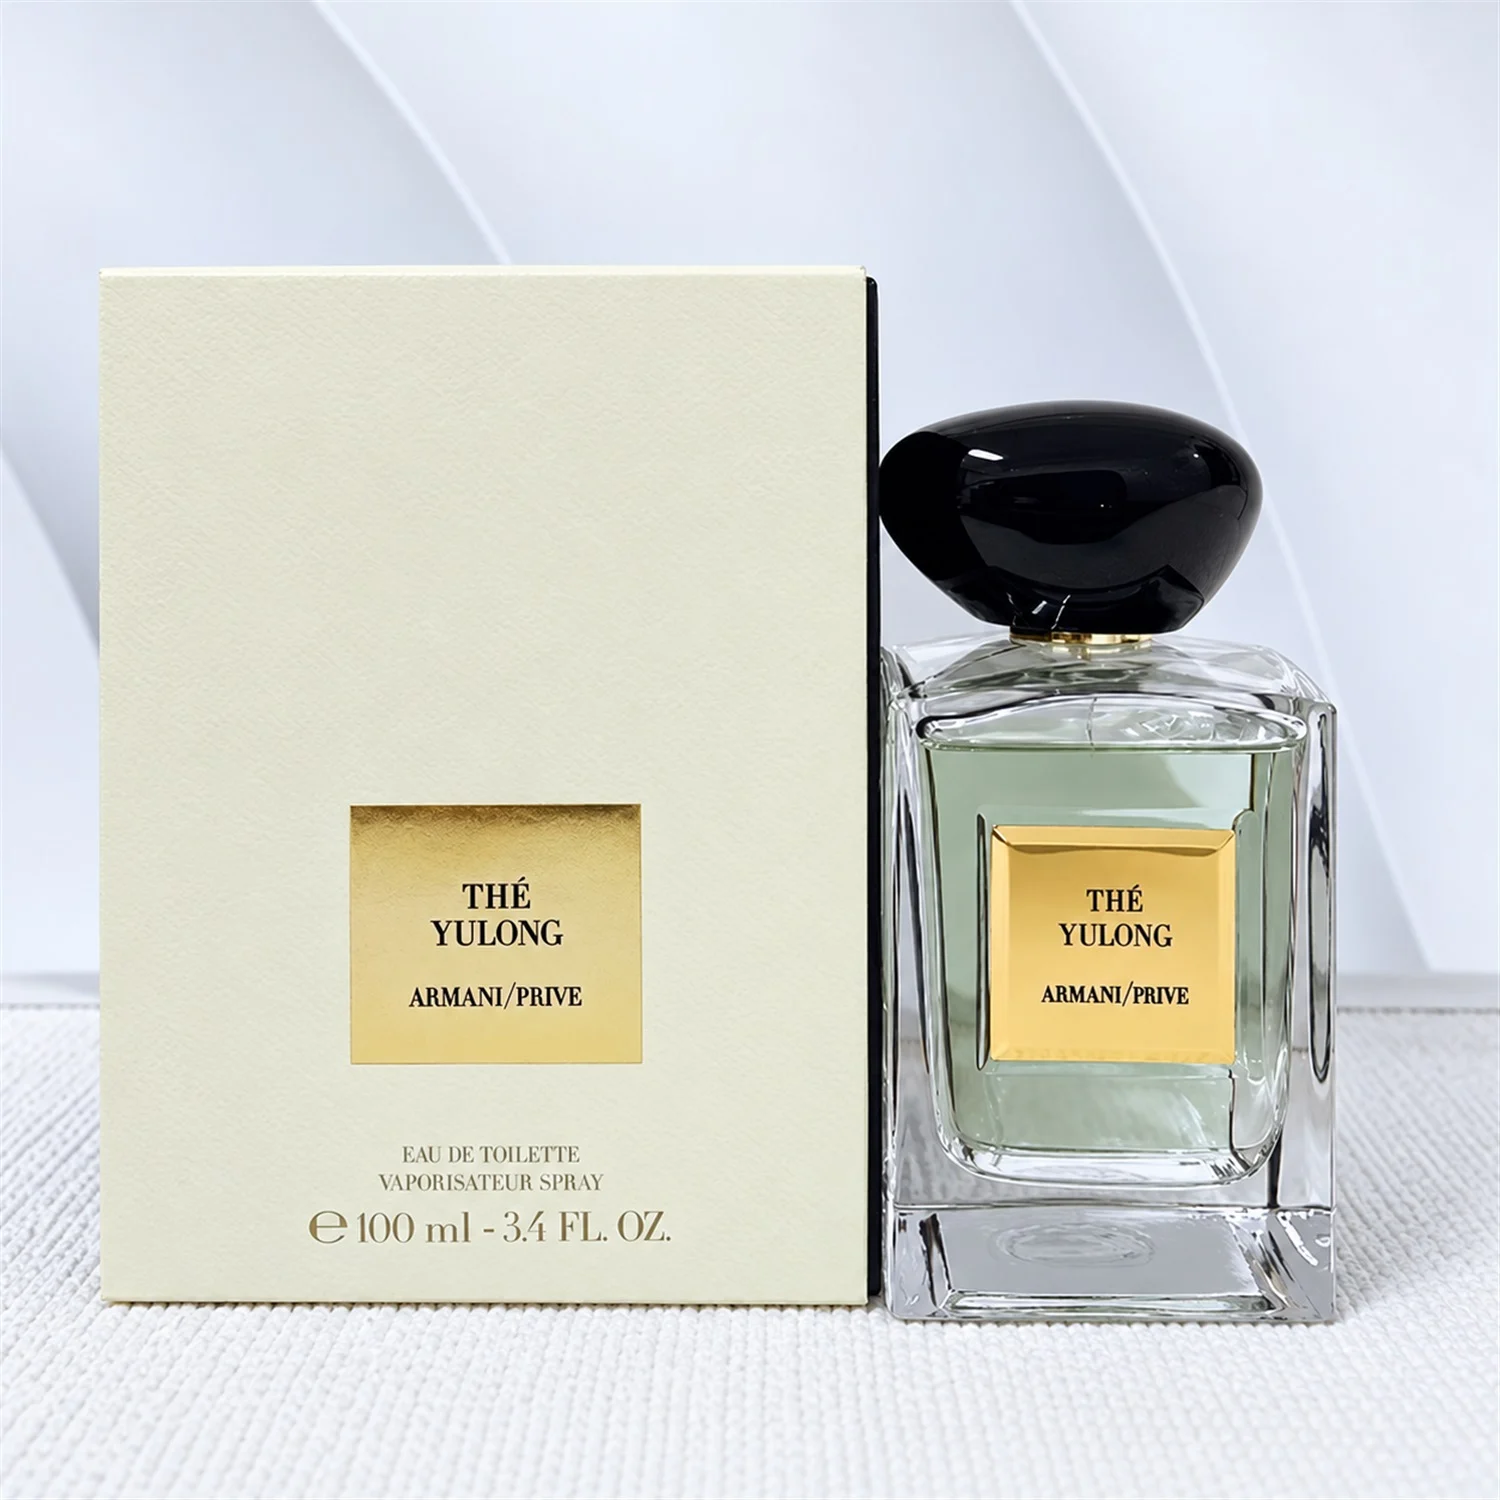 THÉ
YULONG
ARMANI/PRIVE
EAU DE TOILETTE
VAPORISATEUR SPRAY
℮ 100 ml - 3.4 FL. OZ.
THÉ
YULONG
ARMANI/PRIVE